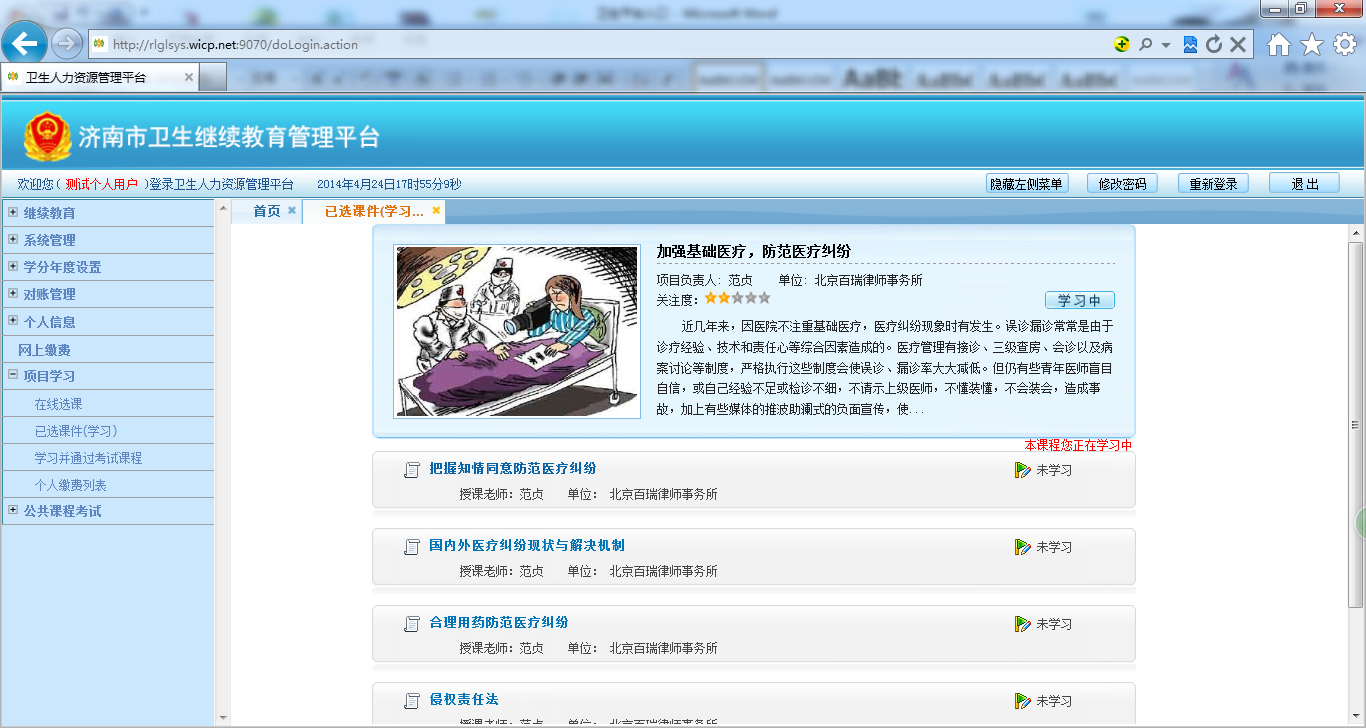 http://rlglsys.wicp.net:9070/doLogin.action
卫生人力资源管理平台
济南市卫生继续教育管理平台
欢迎您( 测试个人用户 )登录卫生人力资源管理平台 2014年4月24日17时55分9秒
隐藏左侧菜单 修改密码 重新登录 退 出
继续教育
系统管理
学分年度设置
对账管理
个人信息
网上缴费
项目学习
在线选课
已选课件(学习)
学习并通过考试课程
个人缴费列表
公共课程考试
首页 已选课件(学习...
加强基础医疗，防范医疗纠纷
项目负责人：范贞 单位：北京百瑞律师事务所
关注度：
学习中
近几年来，因医院不注重基础医疗，医疗纠纷现象时有发生。误诊漏诊常常是由于
诊疗经验、技术和责任心等综合因素造成的。医疗管理有接诊、三级查房、会诊以及病
案讨论等制度，严格执行这些制度会使误诊、漏诊率大大减低。但仍有些青年医师盲目
自信，或自己经验不足或检诊不细，不请示上级医师，不懂装懂，不会装会，造成事
故，加上有些媒体的推波助澜式的负面宣传，使...
本课程您正在学习中
把握知情同意防范医疗纠纷 未学习
授课老师：范贞 单位： 北京百瑞律师事务所
国内外医疗纠纷现状与解决机制 未学习
授课老师：范贞 单位： 北京百瑞律师事务所
合理用药防范医疗纠纷 未学习
授课老师：范贞 单位： 北京百瑞律师事务所
侵权责任法 未学习
授课老师：范贞 单位： 北京百瑞律师事务所